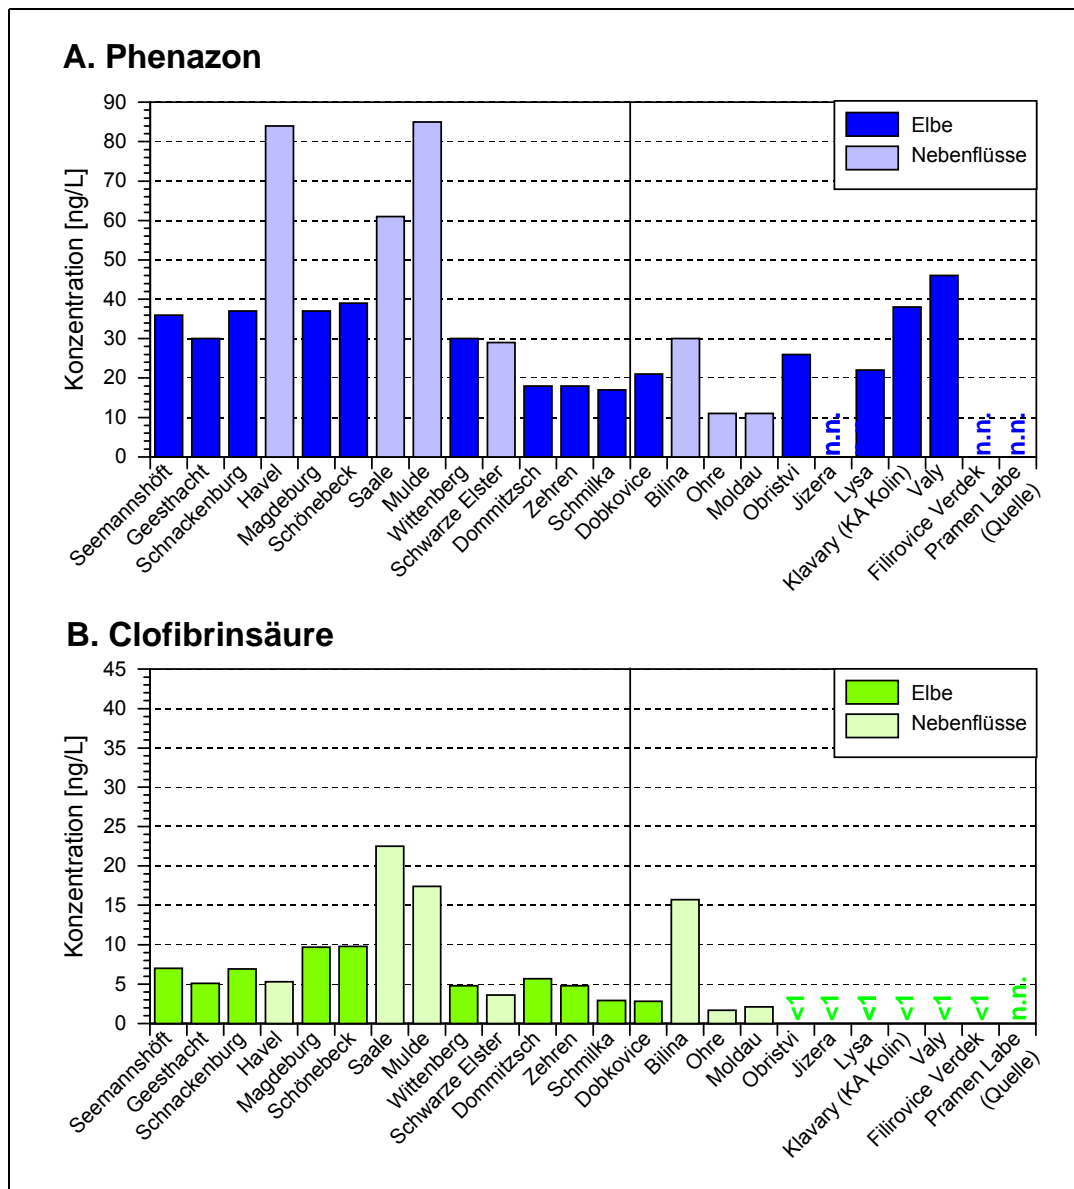 A. Phenazon
Konzentration [ng/L]
90
80
70
60
50
40
30
20
10
0
Elbe
Nebenflüsse
n.n.
n.n.
n.n.
Seemannshöft
Geesthacht
Schnackenburg
Havel
Magdeburg
Schönebeck
Saale
Mulde
Wittenberg
Schwarze Elster
Dommitzsch
Zehren
Schmilka
Dobkovice
Bilina
Ohre
Moldau
Obristvi
Jizera
Lysa
Klavary (KA Kolin)
Valy
Filirovice Verdek
Pramen Labe
(Quelle)
B. Clofibrinsäure
Konzentration [ng/L]
45
40
35
30
25
20
15
10
5
0
Elbe
Nebenflüsse
<1
<1
<1
<1
<1
<1
n.n.
Seemannshöft
Geesthacht
Schnackenburg
Havel
Magdeburg
Schönebeck
Saale
Mulde
Wittenberg
Schwarze Elster
Dommitzsch
Zehren
Schmilka
Dobkovice
Bilina
Ohre
Moldau
Obristvi
Jizera
Lysa
Klavary (KA Kolin)
Valy
Filirovice Verdek
Pramen Labe
(Quelle)